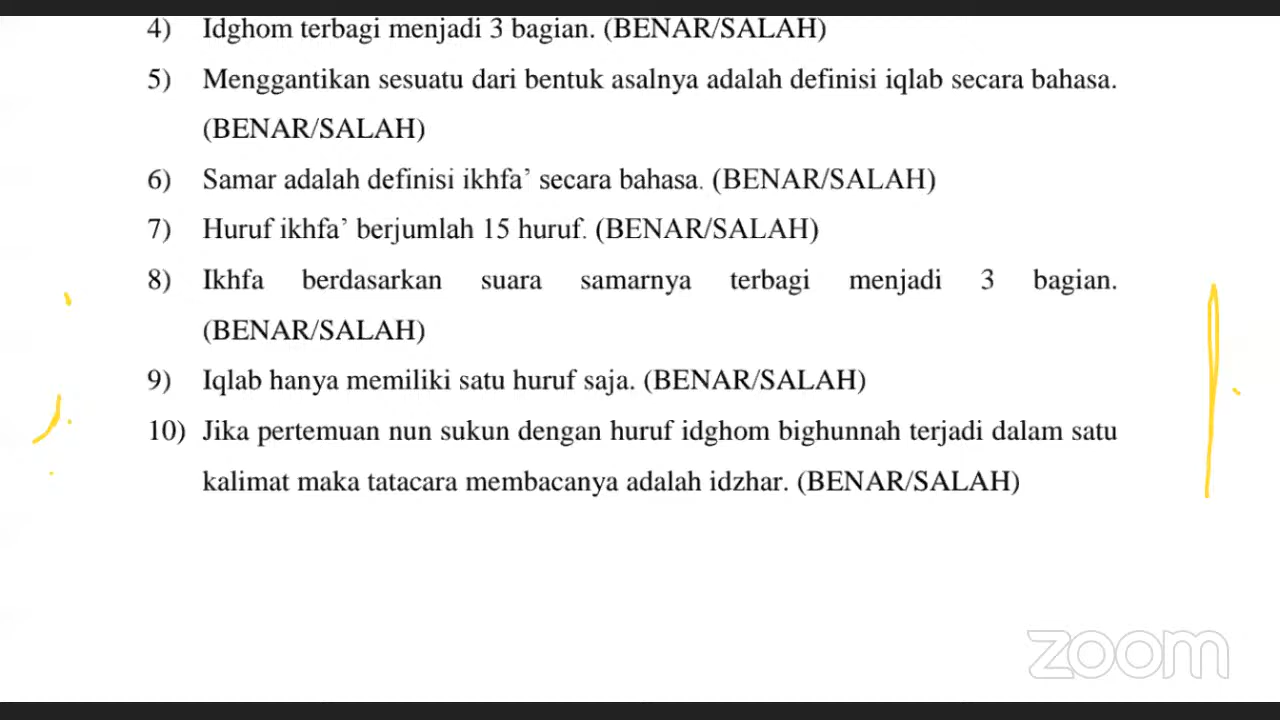 4) Idghom terbagi menjadi 3 bagian. (BENAR/SALAH)
5) Menggantikan sesuatu dari bentuk asalnya adalah definisi iqlab secara bahasa.
(BENAR/SALAH)
6) Samar adalah definisi ikhfa’ secara bahasa. (BENAR/SALAH)
7) Huruf ikhfa’ berjumlah 15 huruf. (BENAR/SALAH)
8) Ikhfa berdasarkan suara samarnya terbagi menjadi 3 bagian.
(BENAR/SALAH)
9) Iqlab hanya memiliki satu huruf saja. (BENAR/SALAH)
10) Jika pertemuan nun sukun dengan huruf idghom bighunnah terjadi dalam satu
kalimat maka tatacara membacanya adalah idzhar. (BENAR/SALAH)
zoom